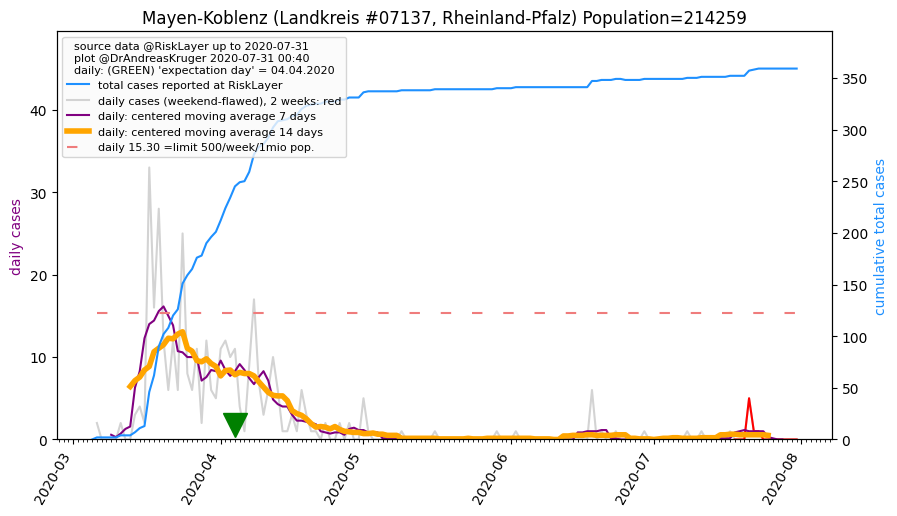 Mayen-Koblenz (Landkreis #07137, Rheinland-Pfalz) Population=214259
source data @RiskLayer up to 2020-07-31
plot @DrAndreasKruger 2020-07-31 00:40
daily: (GREEN) 'expectation day' = 04.04.2020
total cases reported at RiskLayer
daily cases (weekend-flawed), 2 weeks: red
daily: centered moving average 7 days
daily: centered moving average 14 days
daily 15.30 =limit 500/week/1mio pop.
daily cases
40
30
20
10
0
cumulative total cases
350
300
250
200
150
100
50
0
2020-03
2020-04
2020-05
2020-06
2020-07
2020-08